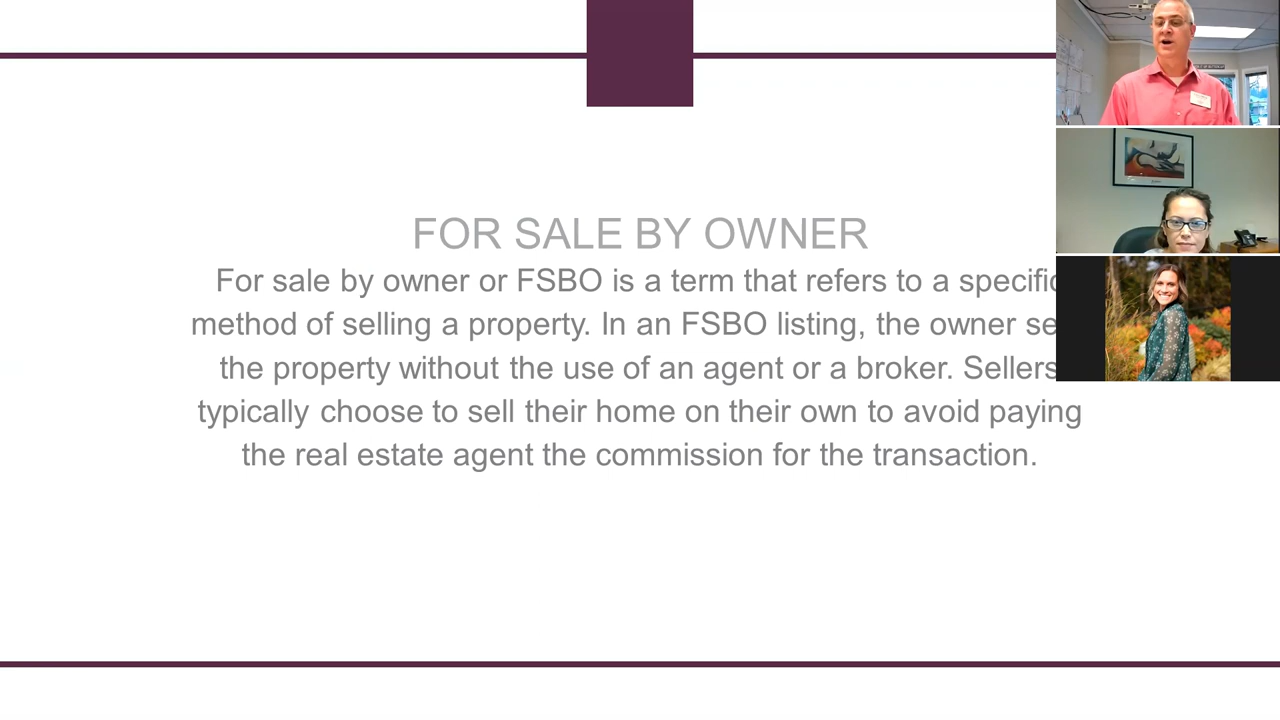 FOR SALE BY OWNER
For sale by owner or FSBO is a term that refers to a specific
method of selling a property. In an FSBO listing, the owner
the property without the use of an agent or a broker. Sellers
typically choose to sell their home on their own to avoid paying
the real estate agent the commission for the transaction.